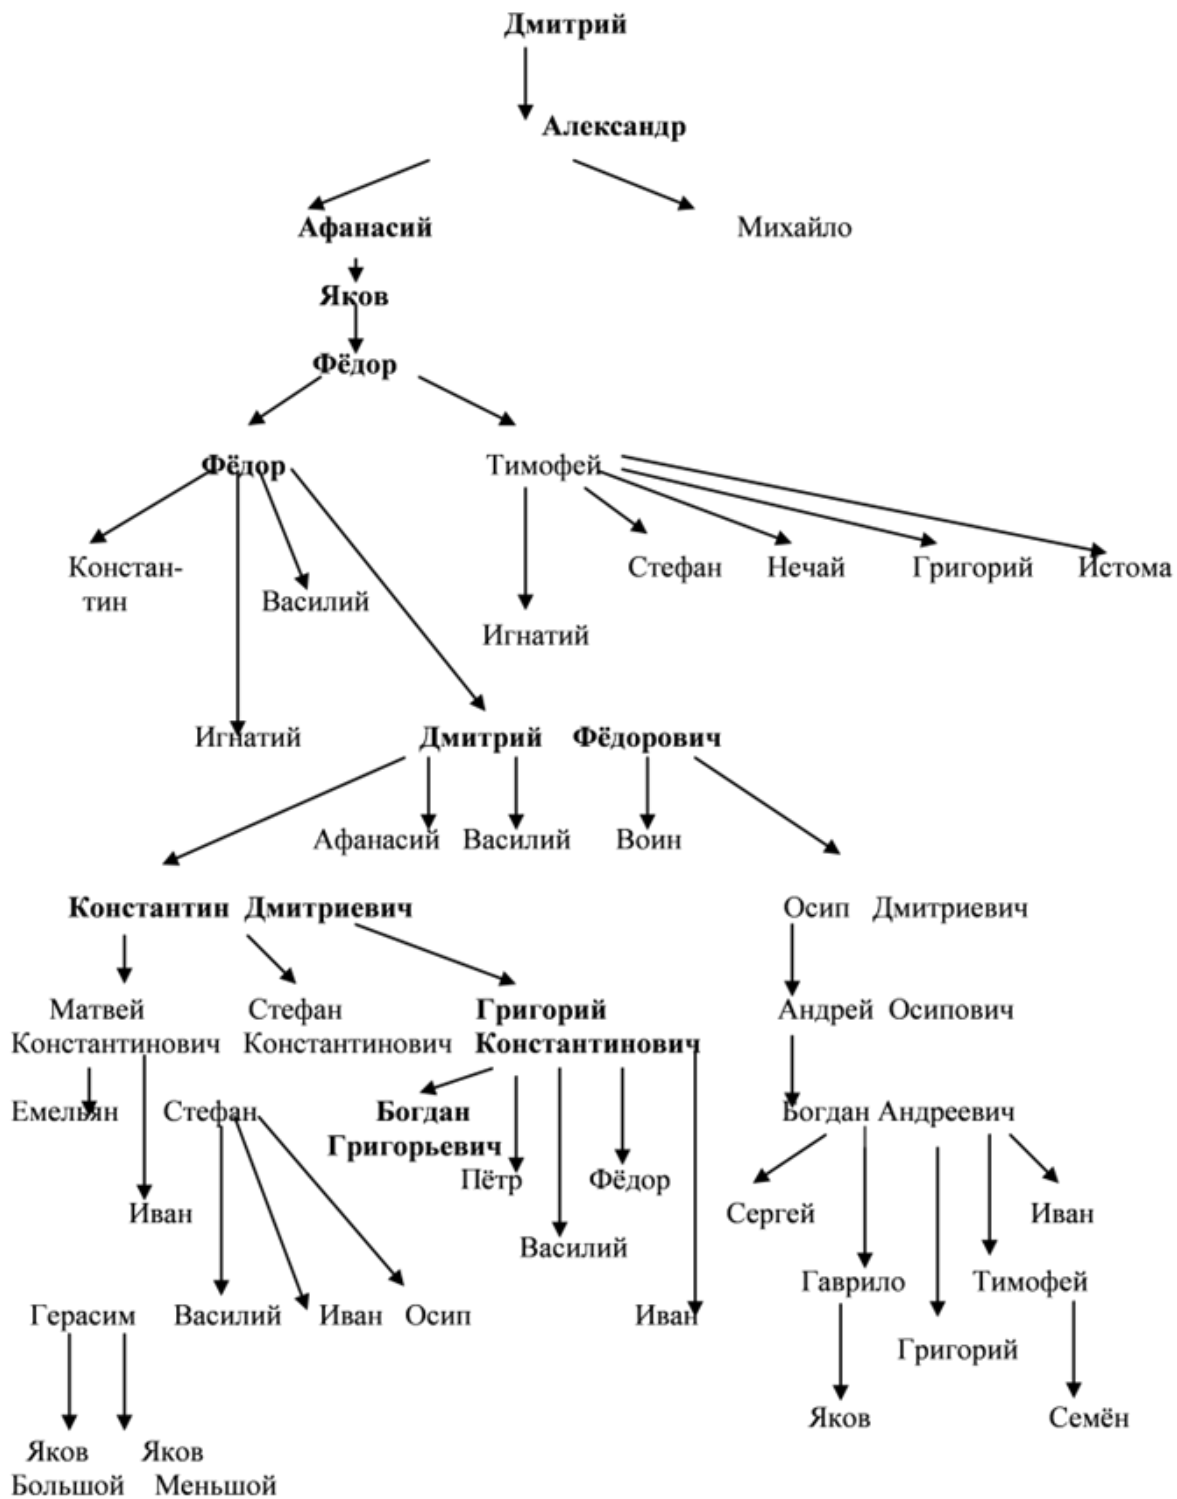 Дмитрий
Александр
Афанасий Михайло
Яков
Фёдор
Фёдор Тимофей
Констан- Стефан Нечай Григорий Истома
тин Василий
Игнатий
Игнатий Дмитрий Фёдорович
Афанасий Василий Воин
Константин Дмитриевич Осип Дмитриевич
Матвей Стефан Григорий Андрей Осипович
Константинович Константинович Константинович
Емельян Стефан Богдан Богдан Андреевич
Григорьевич
Пётр Фёдор
Иван Сергей Иван
Василий
Гаврило Тимофей
Герасим Василий Иван Осип Иван
Григорий
Яков Семён
Яков Яков
Большой Меньшой